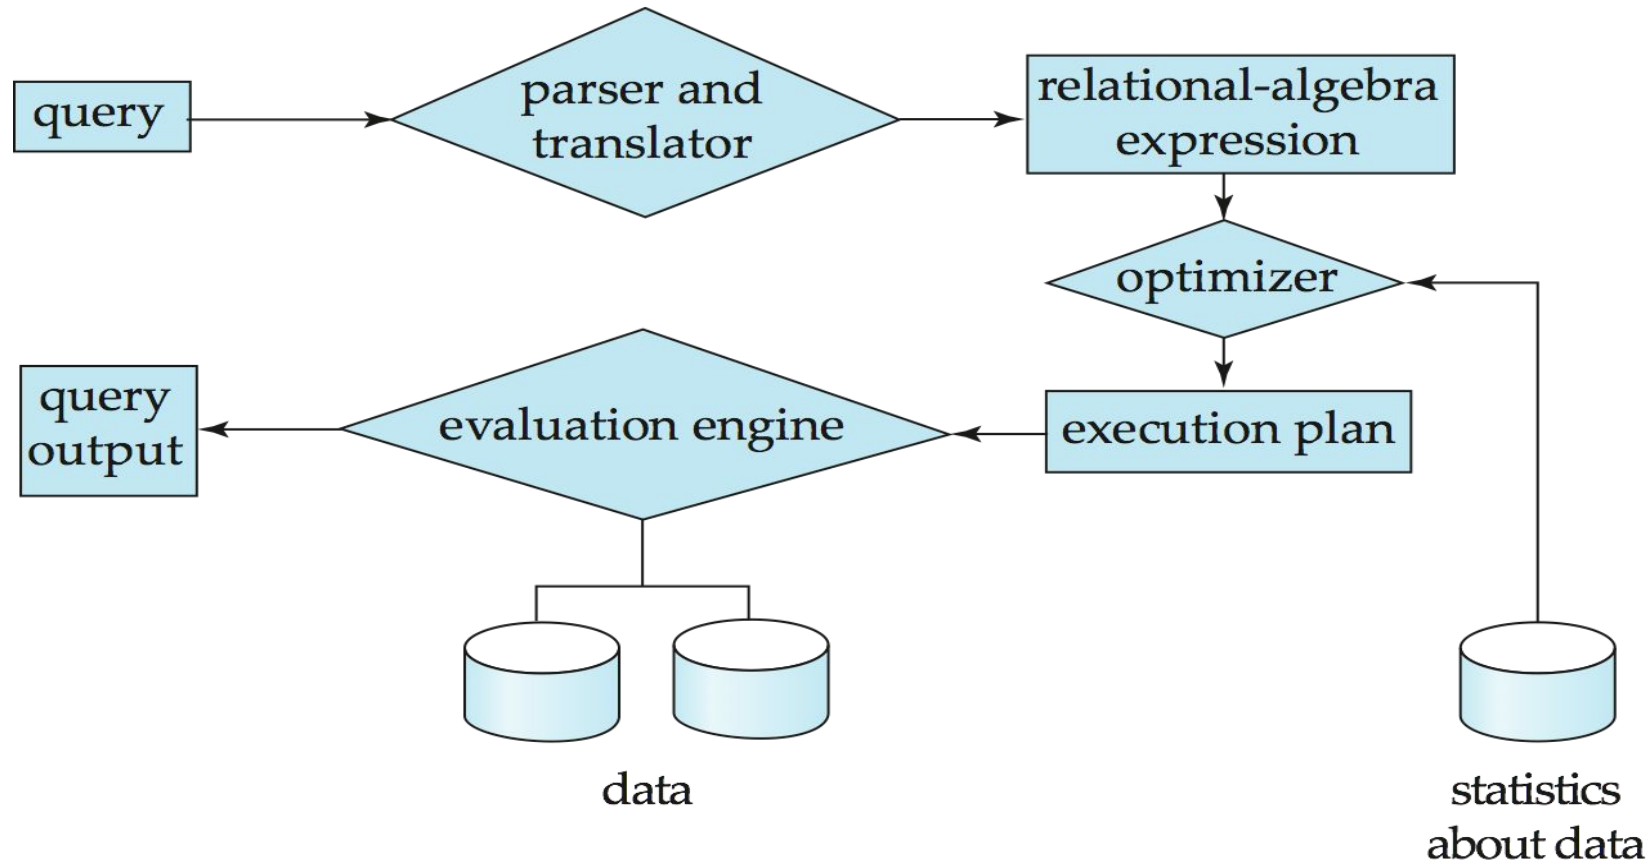 query
parser and
translator
relational-algebra
expression
optimizer
query
output
evaluation engine
execution plan
data
statistics
about data